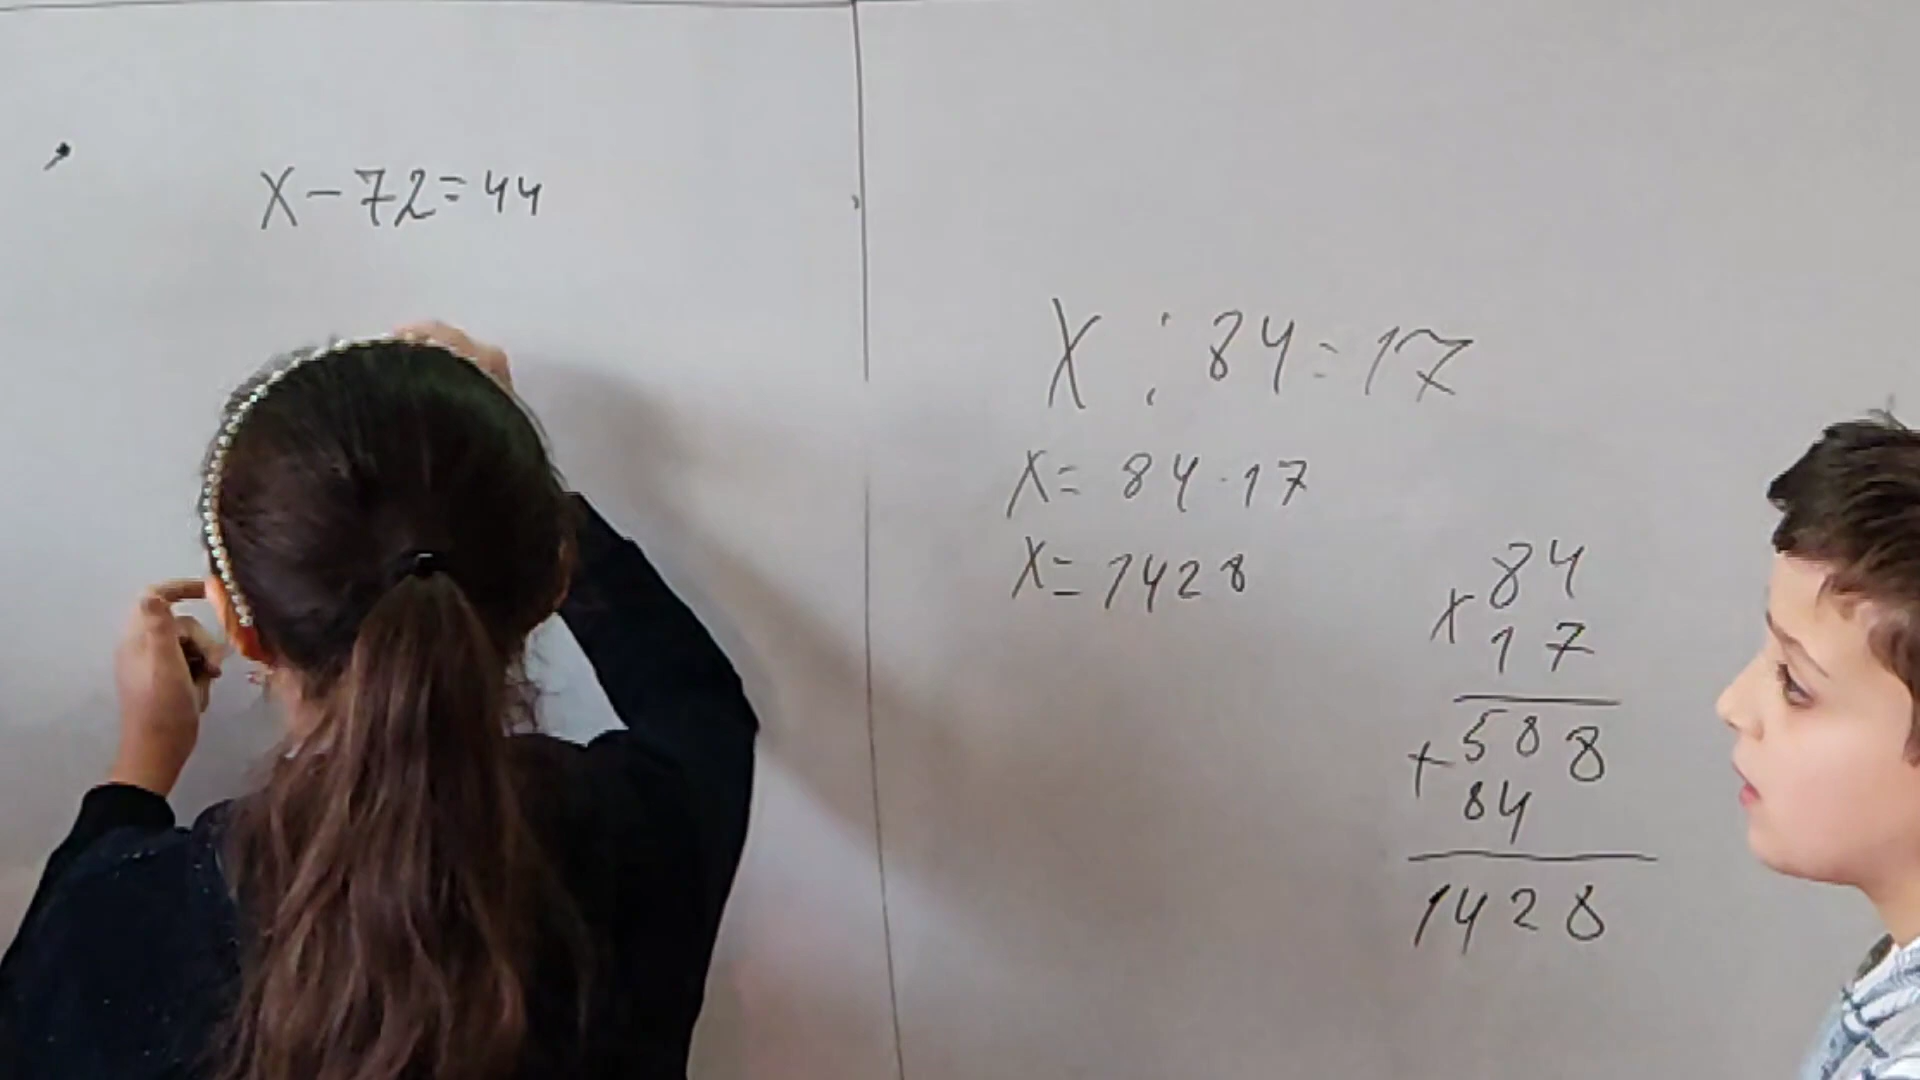 X - 72 = 44
X : 84 = 17
X = 84 · 17
X = 1428
84
x 17
588
+ 84
1428